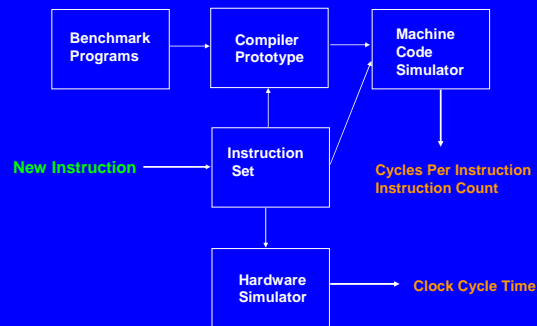 Benchmark
Programs
Compiler
Prototype
Machine
Code
Simulator
New Instruction
Instruction
Set
Cycles Per Instruction
Instruction Count
Hardware
Simulator
Clock Cycle Time